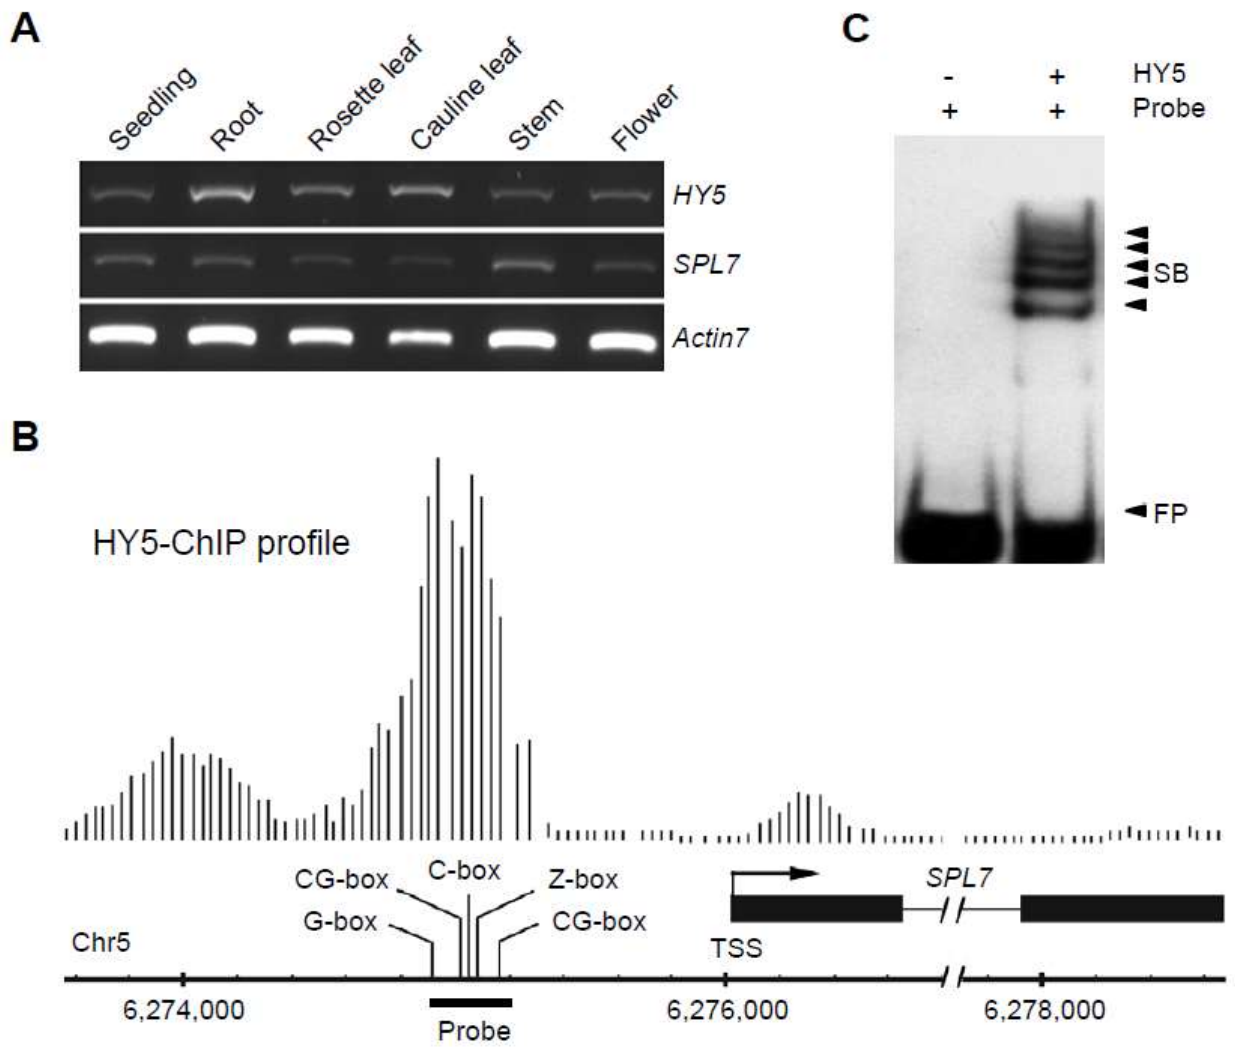 A
Seedling
Root
Rosette leaf
Cauline leaf
Stem
Flower
HY5
SPL7
Actin7
B
HY5-ChIP profile
CG-box
C-box
Z-box
G-box
CG-box
SPL7
Chr5
TSS
6,274,000
6,276,000
6,278,000
Probe
C
- + HY5
+ + Probe
SB
FP